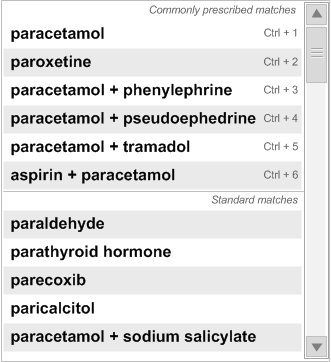 Commonly prescribed matches
paracetamol Ctrl + 1
paroxetine Ctrl + 2
paracetamol + phenylephrine Ctrl + 3
paracetamol + pseudoephedrine Ctrl + 4
paracetamol + tramadol Ctrl + 5
aspirin + paracetamol Ctrl + 6
Standard matches
paraldehyde
parathyroid hormone
parecoxib
paricalcitol
paracetamol + sodium salicylate